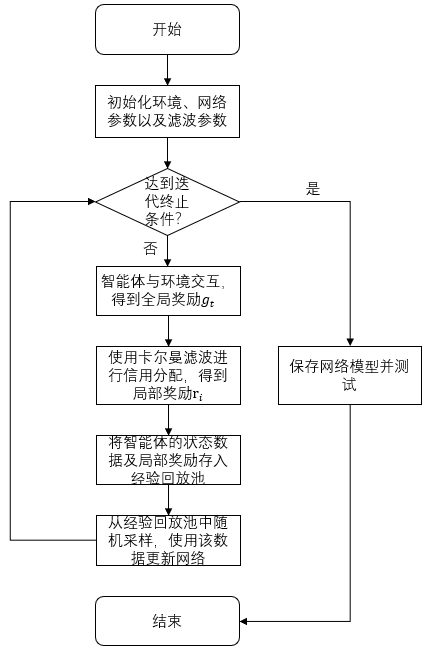 开始
初始化环境、网络
参数以及滤波参数
达到迭
代终止
条件？
是
否
智能体与环境交互，
得到全局奖励gₜ
使用卡尔曼滤波进
行信用分配，得到
局部奖励rᵢ
保存网络模型并测
试
将智能体的状态数
据及局部奖励存入
经验回放池
从经验回放池中随
机采样，使用该数
据更新网络
结束